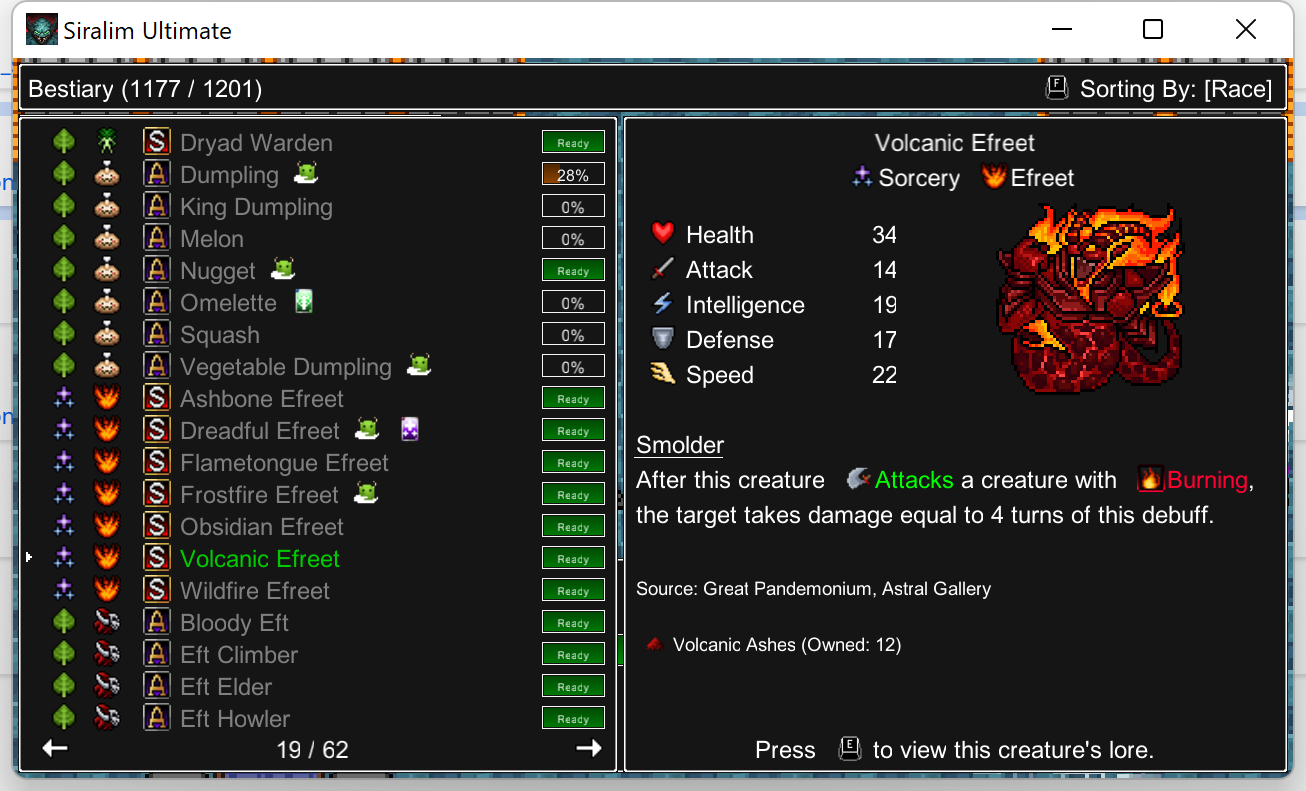 Siralim Ultimate
Bestiary (1177 / 1201)
F Sorting By: [Race]
S Dryad Warden Ready
A Dumpling 28%
A King Dumpling 0%
A Melon 0%
A Nugget Ready
A Omelette 0%
A Squash 0%
A Vegetable Dumpling 0%
S Ashbone Efreet Ready
S Dreadful Efreet Ready
S Flametongue Efreet Ready
S Frostfire Efreet Ready
S Obsidian Efreet Ready
S Volcanic Efreet Ready
S Wildfire Efreet Ready
A Bloody Eft Ready
A Eft Climber Ready
A Eft Elder Ready
A Eft Howler Ready
19 / 62
Volcanic Efreet
Sorcery Efreet
Health 34
Attack 14
Intelligence 19
Defense 17
Speed 22
Smolder
After this creature Attacks a creature with Burning,
the target takes damage equal to 4 turns of this debuff.
Source: Great Pandemonium, Astral Gallery
Volcanic Ashes (Owned: 12)
Press E to view this creature's lore.